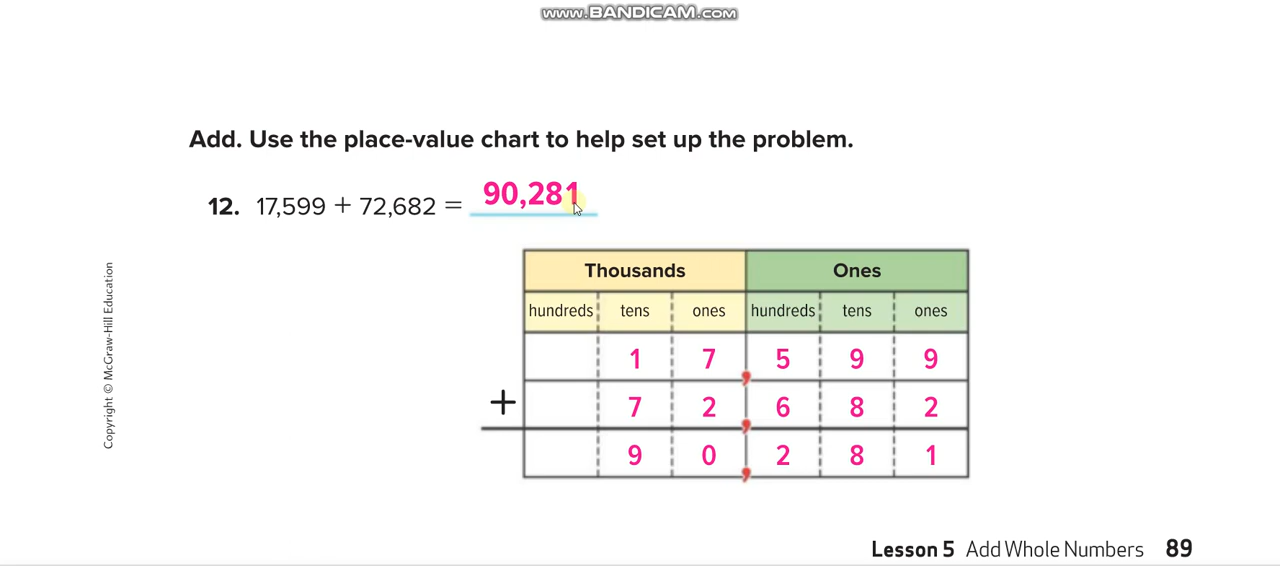 www.BANDICAM.com
Add. Use the place-value chart to help set up the problem.
12. 17,599 + 72,682 = 90,281
Thousands Ones
hundreds tens ones hundreds tens ones
1 7 , 5 9 9
+ 7 2 , 6 8 2
9 0 , 2 8 1
Copyright © McGraw-Hill Education
Lesson 5 Add Whole Numbers 89